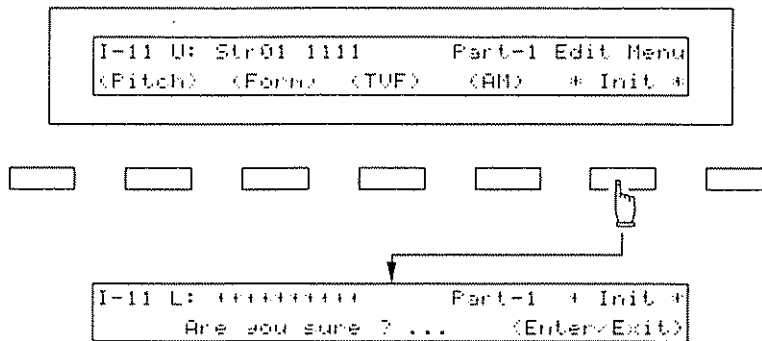 I-11 U: Str01 1111 Part-1 Edit Menu
(Pitch) (Form) (TVF) (AM) * Init *
I-11 L: ++++++++++ Part-1 * Init *
Are you sure ? ... (Enter/Exit)